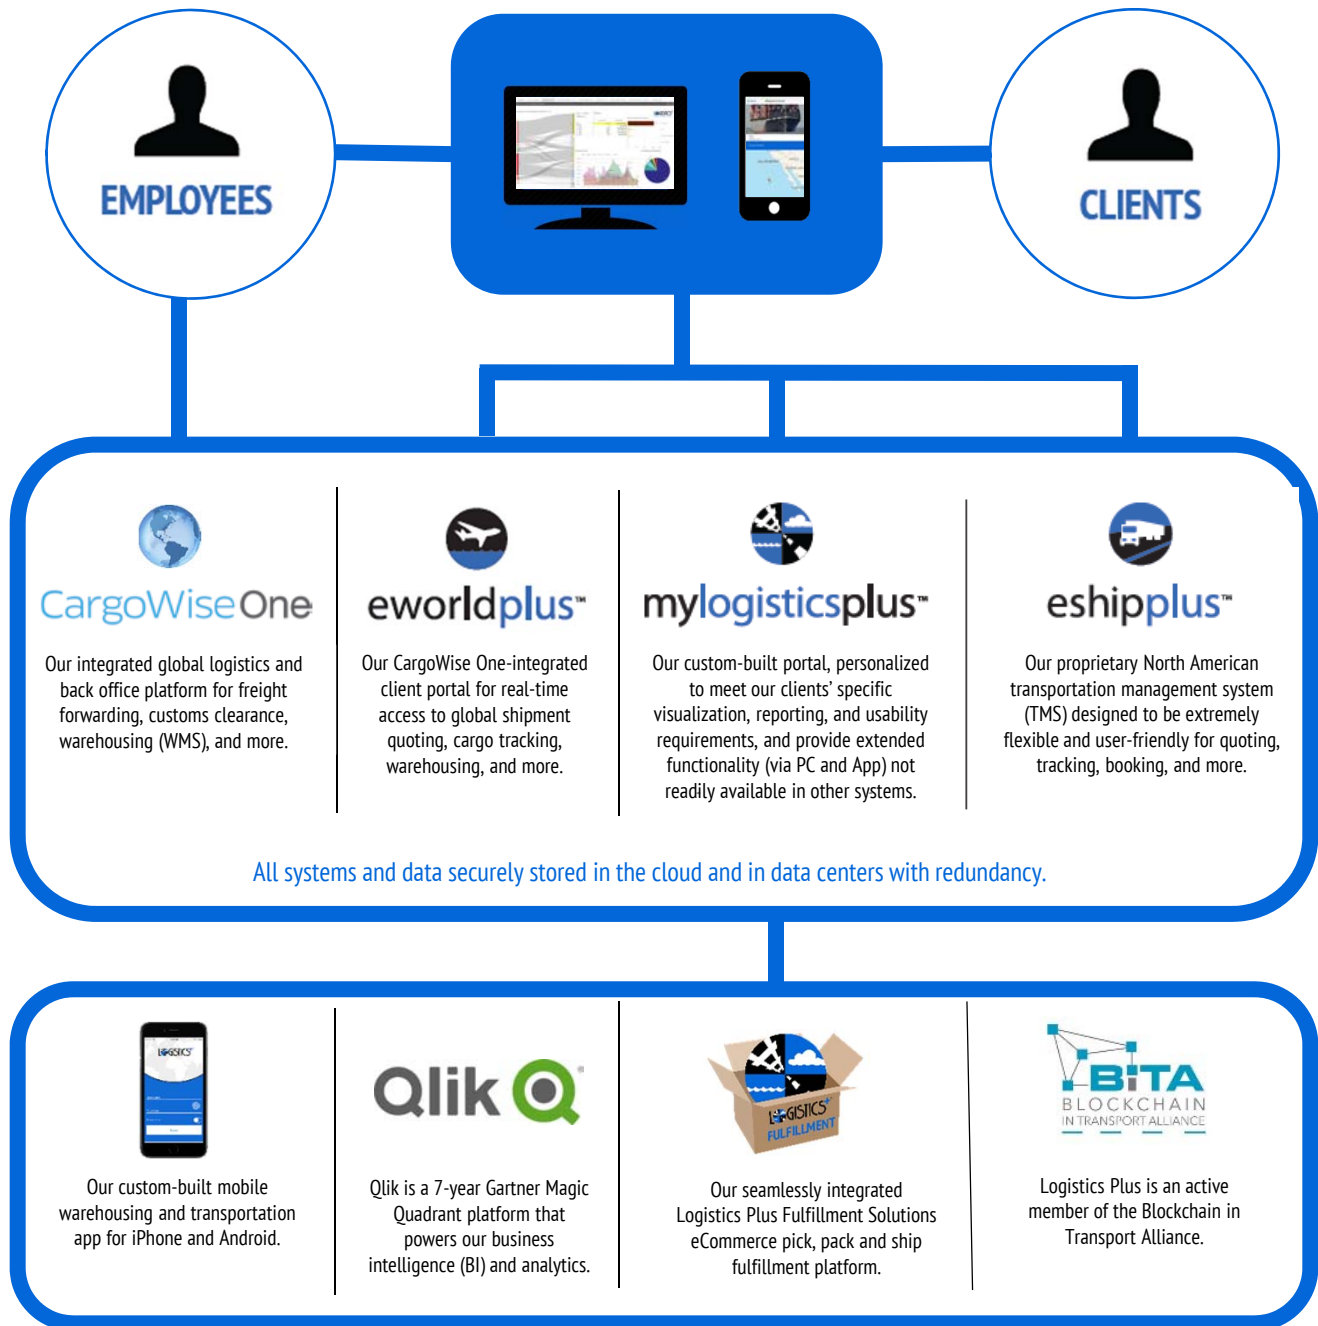 EMPLOYEES
CLIENTS
CargoWise One
Our integrated global logistics and
back office platform for freight
forwarding, customs clearance,
warehousing (WMS), and more.
eworldplus™
Our CargoWise One-integrated
client portal for real-time
access to global shipment
quoting, cargo tracking,
warehousing, and more.
mylogisticsplus™
Our custom-built portal, personalized
to meet our clients’ specific
visualization, reporting, and usability
requirements, and provide extended
functionality (via PC and App) not
readily available in other systems.
eshipplus™
Our proprietary North American
transportation management system
(TMS) designed to be extremely
flexible and user-friendly for quoting,
tracking, booking, and more.
All systems and data securely stored in the cloud and in data centers with redundancy.
LOGISTICS+
Our custom-built mobile
warehousing and transportation
app for iPhone and Android.
Qlik
Qlik is a 7-year Gartner Magic
Quadrant platform that
powers our business
intelligence (BI) and analytics.
LOGISTICS+
FULFILLMENT
Our seamlessly integrated
Logistics Plus Fulfillment Solutions
eCommerce pick, pack and ship
fulfillment platform.
BiTA
BLOCKCHAIN
IN TRANSPORT ALLIANCE
Logistics Plus is an active
member of the Blockchain in
Transport Alliance.